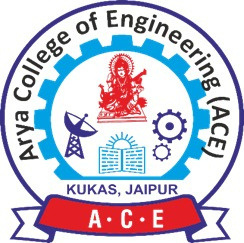 Arya College of Engineering (ACE)
KUKAS, JAIPUR
A • C • E